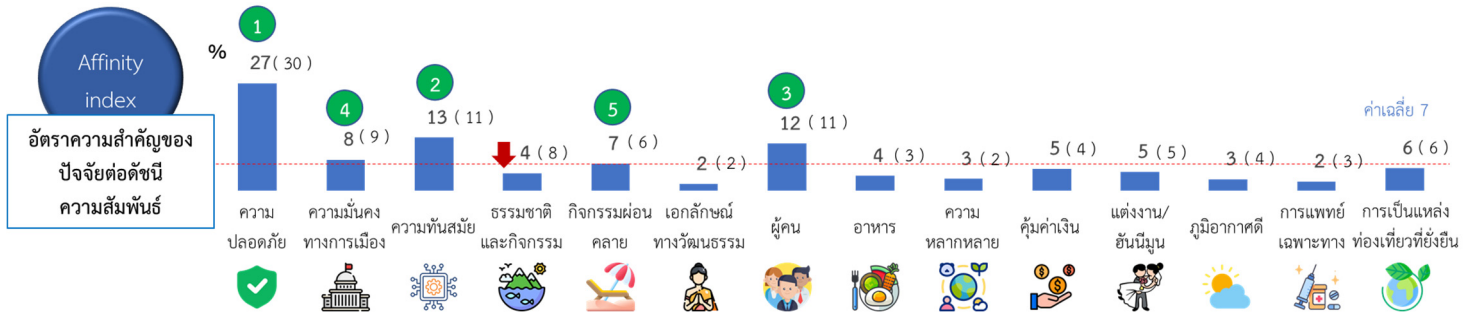 Affinity
index
อัตราความสำคัญของ
ปัจจัยต่อดัชนี
ความสัมพันธ์
%
1
27(30)
4
8(9)
2
13 (11)
4(8)
5
7(6)
2(2)
3
12 (11)
4 (3)
3(2)
5(4)
5(5)
3(4)
2(3)
ค่าเฉลี่ย 7
6(6)
ความ
ปลอดภัย
ความมั่นคง
ทางการเมือง
ความทันสมัย
ธรรมชาติ
และกิจกรรม
กิจกรรมผ่อน
คลาย
เอกลักษณ์
ทางวัฒนธรรม
ผู้คน
อาหาร
ความ
หลากหลาย
คุ้มค่าเงิน
แต่งงาน/
ฮันนีมูน
ภูมิอากาศดี
การแพทย์
เฉพาะทาง
การเป็นแหล่ง
ท่องเที่ยวที่ยั่งยืน